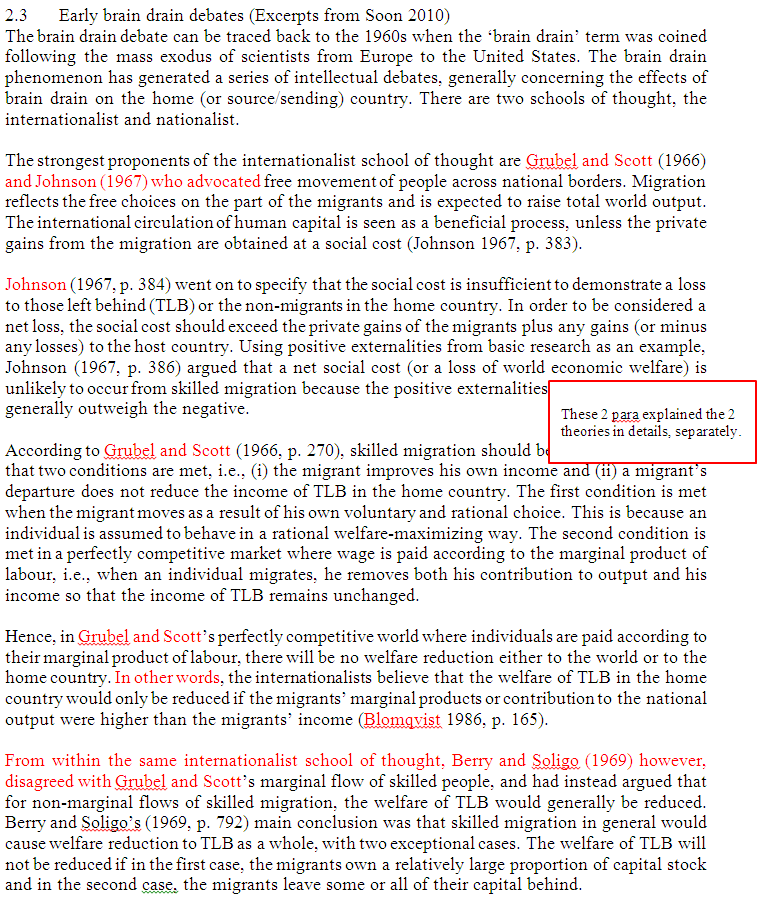 2.3 Early brain drain debates (Excerpts from Soon 2010)
The brain drain debate can be traced back to the 1960s when the ‘brain drain’ term was coined
following the mass exodus of scientists from Europe to the United States. The brain drain
phenomenon has generated a series of intellectual debates, generally concerning the effects of
brain drain on the home (or source/sending) country. There are two schools of thought, the
internationalist and nationalist.
The strongest proponents of the internationalist school of thought are Grubel and Scott (1966)
and Johnson (1967) who advocated free movement of people across national borders. Migration
reflects the free choices on the part of the migrants and is expected to raise total world output.
The international circulation of human capital is seen as a beneficial process, unless the private
gains from the migration are obtained at a social cost (Johnson 1967, p. 383).
Johnson (1967, p. 384) went on to specify that the social cost is insufficient to demonstrate a loss
to those left behind (TLB) or the non-migrants in the home country. In order to be considered a
net loss, the social cost should exceed the private gains of the migrants plus any gains (or minus
any losses) to the host country. Using positive externalities from basic research as an example,
Johnson (1967, p. 386) argued that a net social cost (or a loss of world economic welfare) is
unlikely to occur from skilled migration because the positive externalities
generally outweigh the negative.
These 2 para explained the 2
theories in details, separately.
According to Grubel and Scott (1966, p. 270), skilled migration should
that two conditions are met, i.e., (i) the migrant improves his own income and (ii) a migrant’s
departure does not reduce the income of TLB in the home country. The first condition is met
when the migrant moves as a result of his own voluntary and rational choice. This is because an
individual is assumed to behave in a rational welfare-maximizing way. The second condition is
met in a perfectly competitive market where wage is paid according to the marginal product of
labour, i.e., when an individual migrates, he removes both his contribution to output and his
income so that the income of TLB remains unchanged.
Hence, in Grubel and Scott’s perfectly competitive world where individuals are paid according to
their marginal product of labour, there will be no welfare reduction either to the world or to the
home country. In other words, the internationalists believe that the welfare of TLB in the home
country would only be reduced if the migrants’ marginal products or contribution to the national
output were higher than the migrants’ income (Blomqvist 1986, p. 165).
From within the same internationalist school of thought, Berry and Soligo (1969) however,
disagreed with Grubel and Scott’s marginal flow of skilled people, and had instead argued that
for non-marginal flows of skilled migration, the welfare of TLB would generally be reduced.
Berry and Soligo’s (1969, p. 792) main conclusion was that skilled migration in general would
cause welfare reduction to TLB as a whole, with two exceptional cases. The welfare of TLB will
not be reduced if in the first case, the migrants own a relatively large proportion of capital stock
and in the second case, the migrants leave some or all of their capital behind.